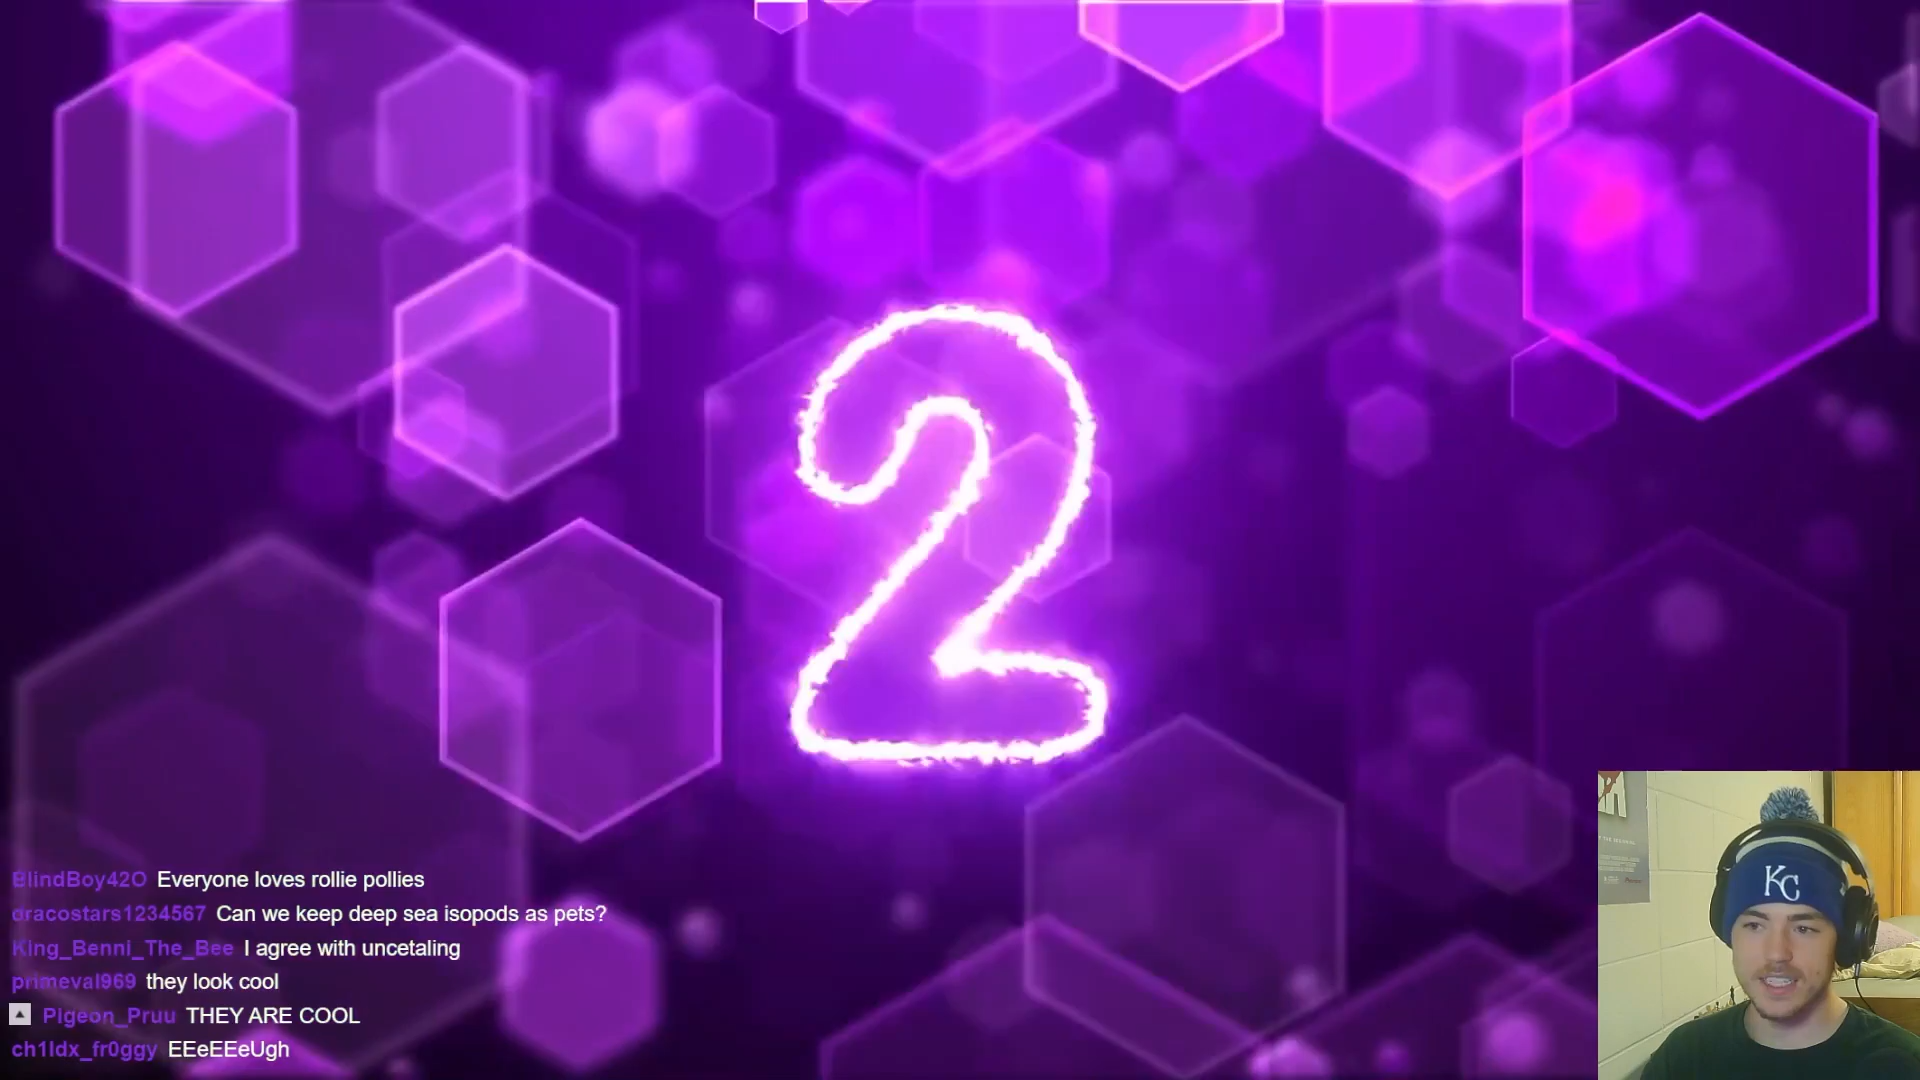 2
BlindBoy42O Everyone loves rollie pollies
dracostars1234567 Can we keep deep sea isopods as pets?
King_Benni_The_Bee I agree with uncetaling
primeval969 they look cool
Pigeon_Pruu THEY ARE COOL
ch1ldx_fr0ggy EEeEEeUgh
KC